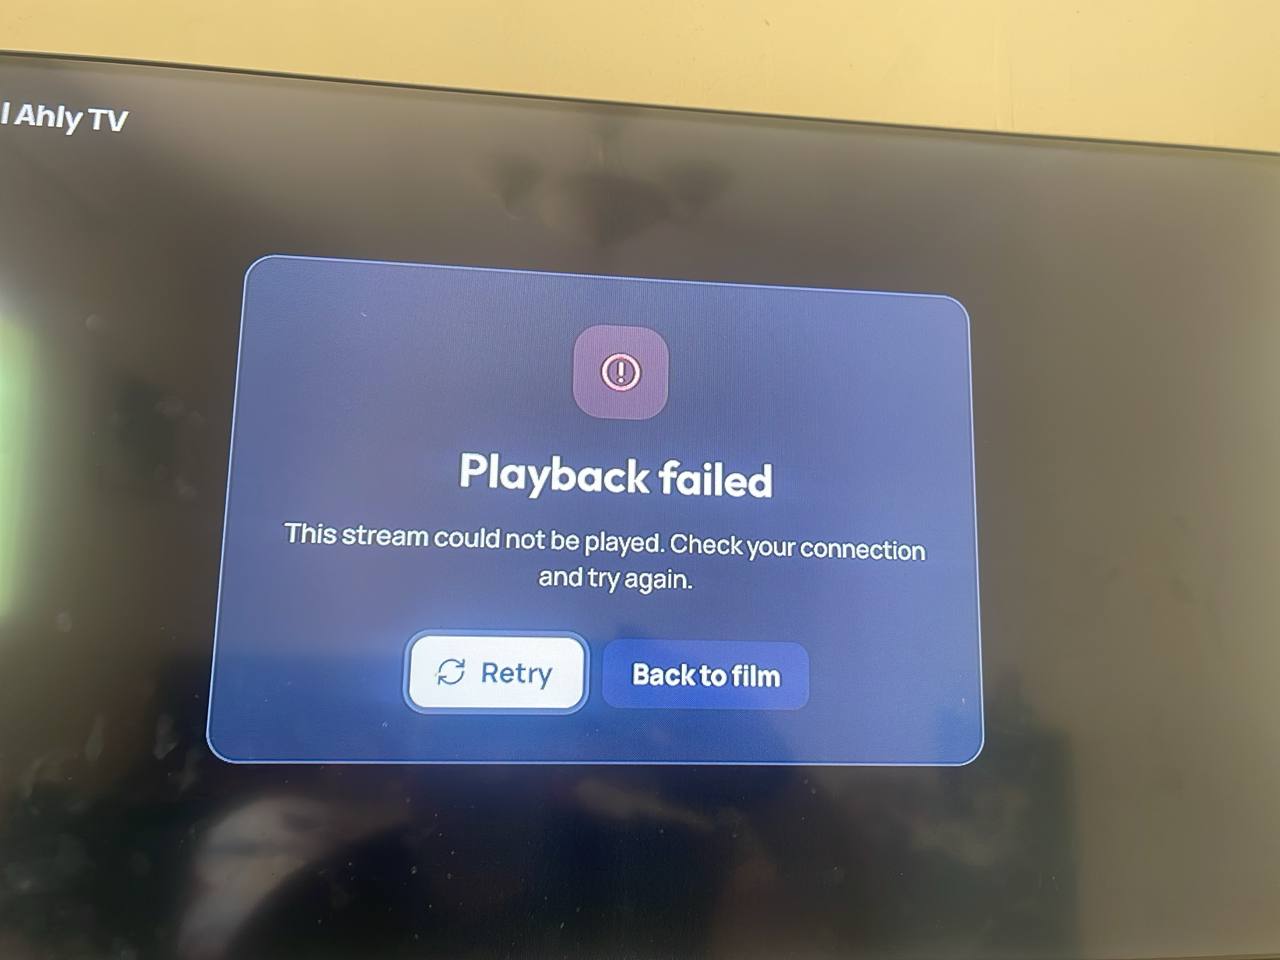 l Ahly TV
Playback failed
This stream could not be played. Check your connection
and try again.
Retry
Back to film